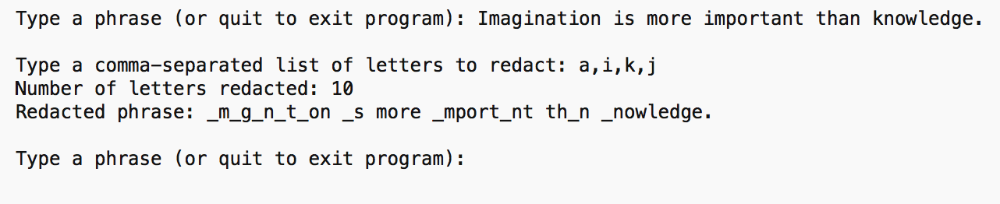 Type a phrase (or quit to exit program): Imagination is more important than knowledge.
Type a comma-separated list of letters to redact: a,i,k,j
Number of letters redacted: 10
Redacted phrase: _m_g_n_t_on _s more _mport_nt th_n _nowledge.
Type a phrase (or quit to exit program):